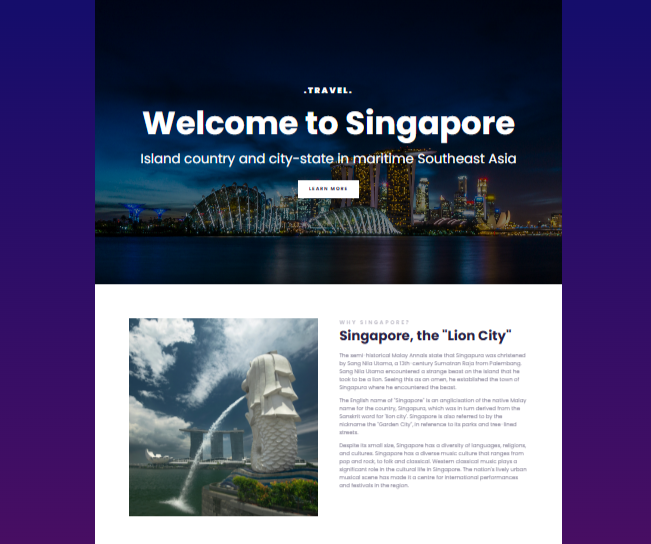 .TRAVEL.
Welcome to Singapore
Island country and city-state in maritime Southeast Asia
LEARN MORE
WHY SINGAPORE?
Singapore, the "Lion City"
The semi-historical Malay Annals state that Singapura was christened
by Sang Nila Utama, a 13th-century Sumatran Raja from Palembang.
Sang Nila Utama encountered a strange beast on the island that he
took to be a lion. Seeing this as an omen, he established the town of
Singapura where he encountered the beast.
The English name of "Singapore" is an anglicisation of the native Malay
name for the country, Singapura, which was in turn derived from the
Sanskrit word for 'lion city'. Singapore is also referred to by the
nickname the "Garden City", in reference to its parks and tree-lined
streets.
Despite its small size, Singapore has a diversity of languages, religions,
and cultures. Singapore has a diverse music culture that ranges from
pop and rock, to folk and classical. Western classical music plays a
significant role in the cultural life in Singapore. The nation's lively urban
musical scene has made it a centre for international performances
and festivals in the region.